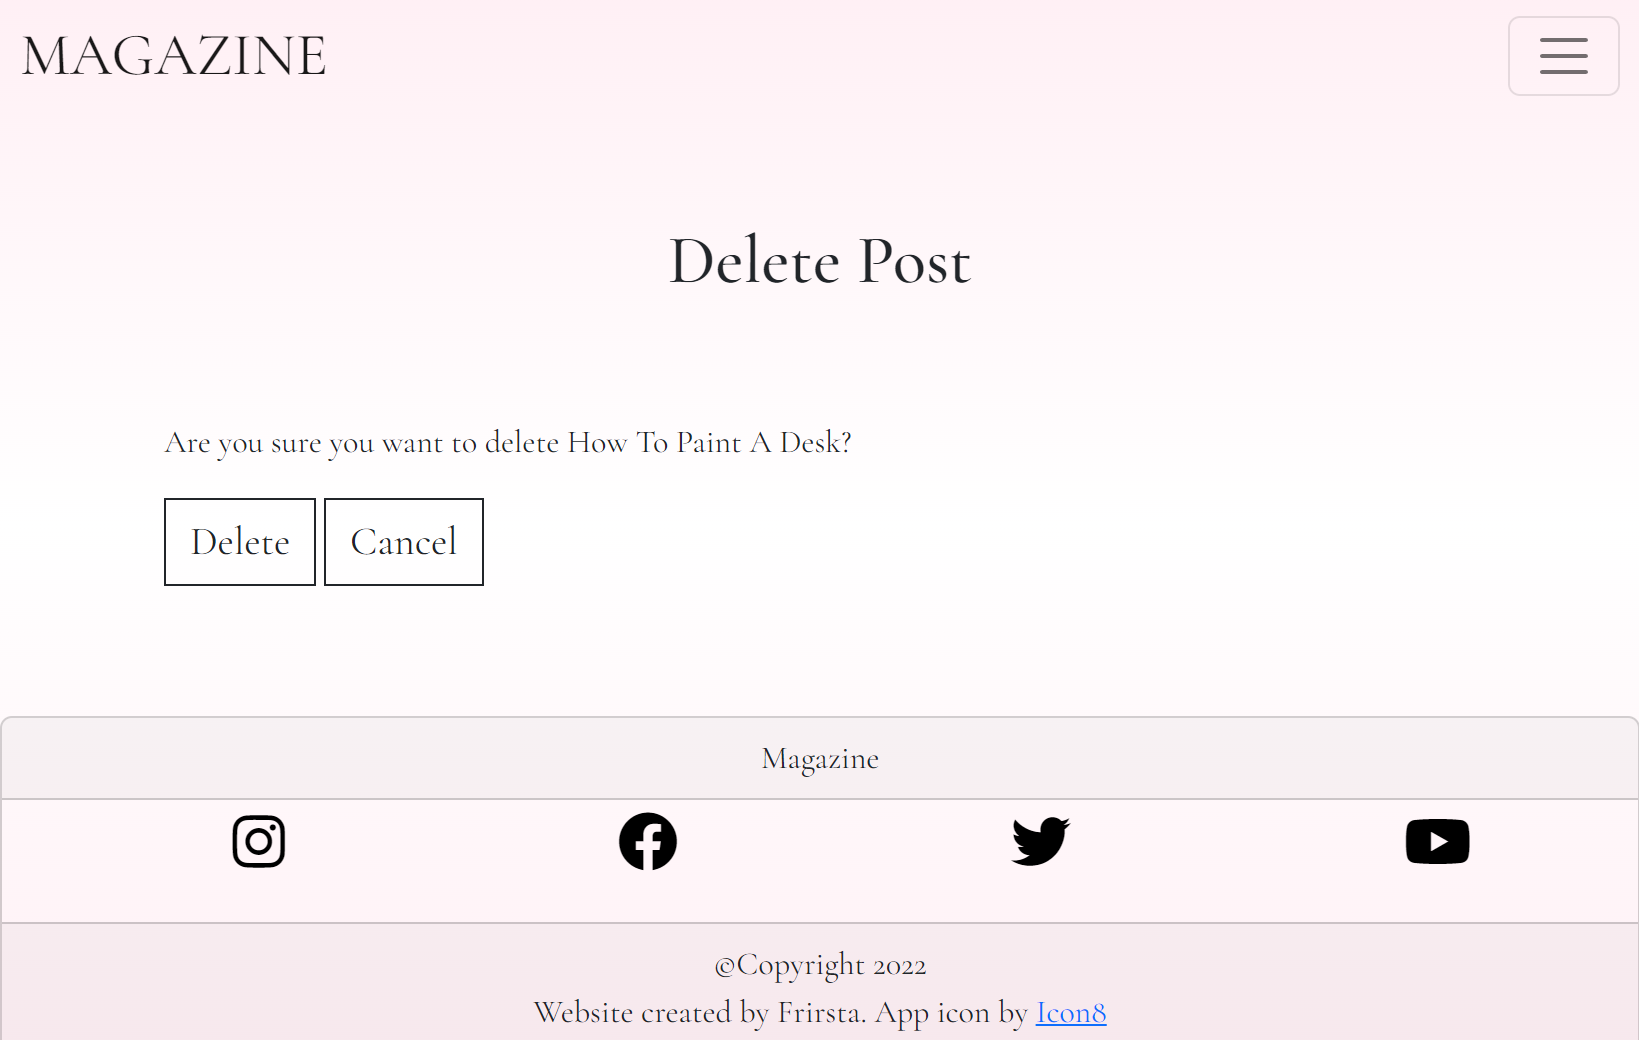 MAGAZINE
Delete Post
Are you sure you want to delete How To Paint A Desk?
Delete Cancel
Magazine
©Copyright 2022
Website created by Frirsta. App icon by Icon8